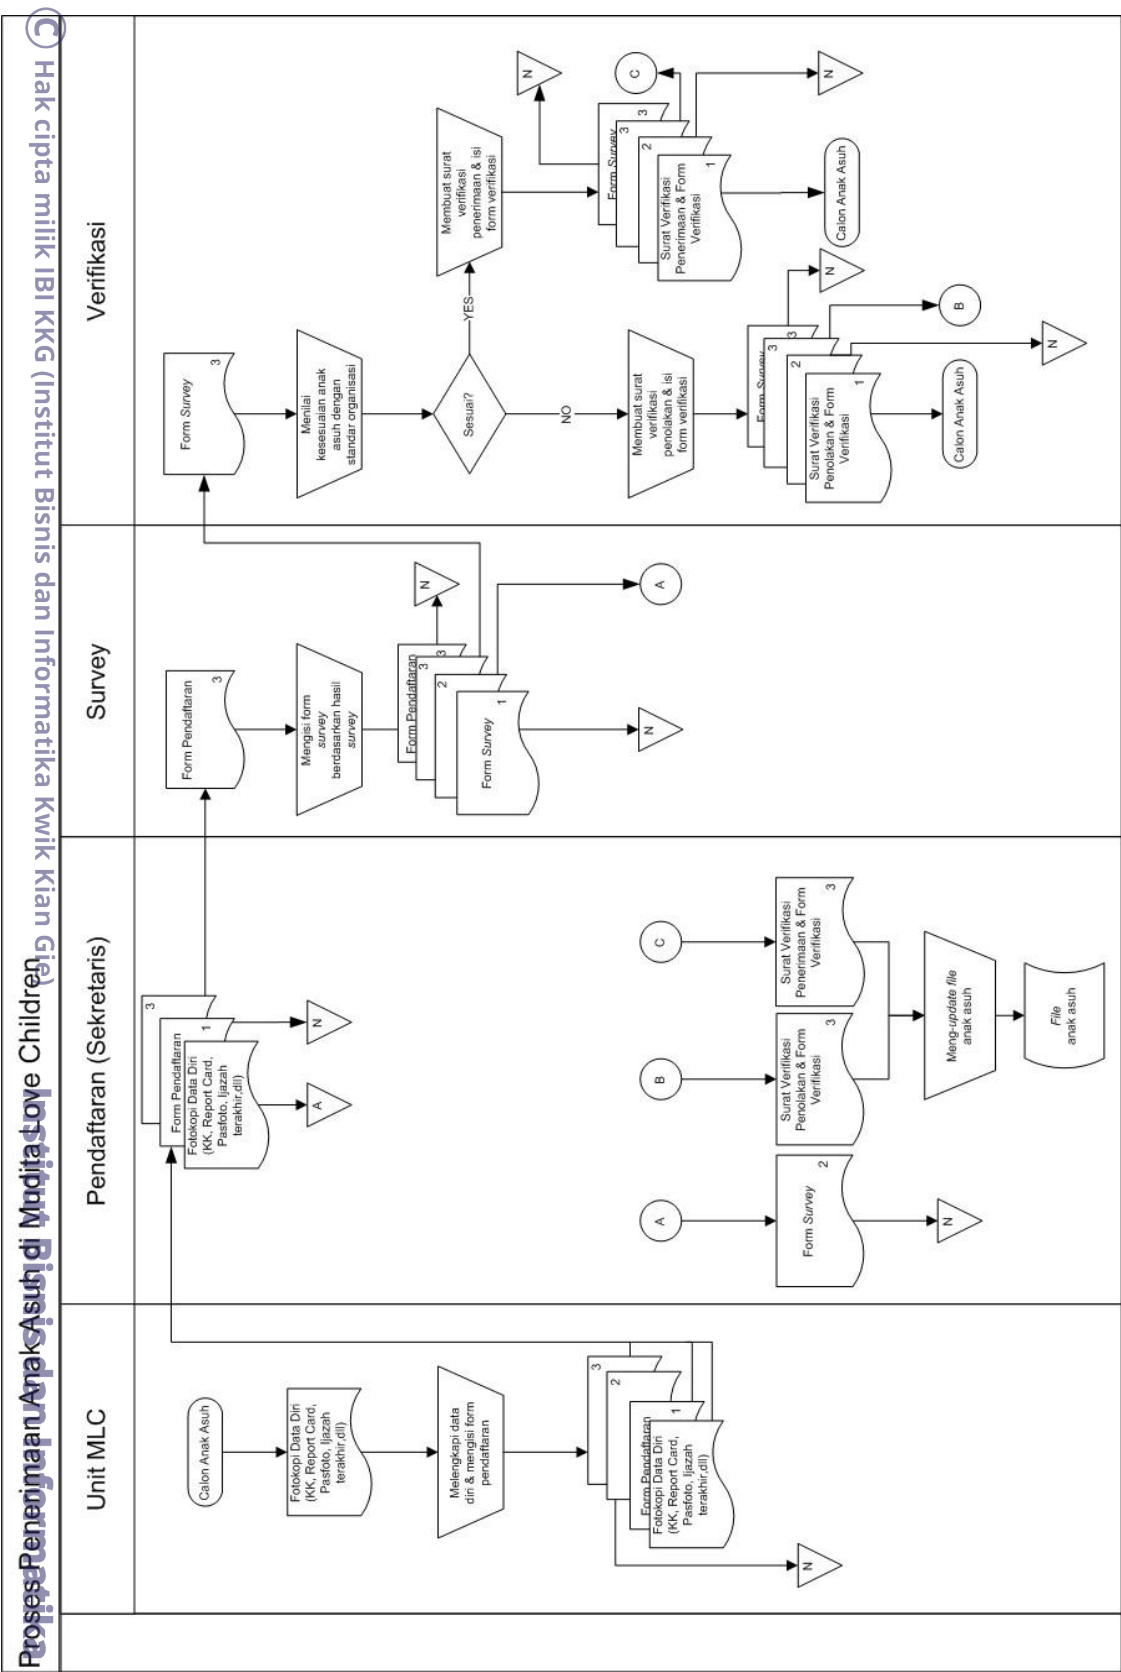 © Hak cipta milik IBI KKG (Institut Bisnis dan Informatika Kwik Kian Gie)
Institut Bisnis dan Informatika
Proses Penerimaan Anak Asuh di Mudita Love Children
Unit MLC
Pendaftaran (Sekretaris)
Survey
Verifikasi
Calon Anak Asuh
Fotokopi Data Diri
(KK, Report Card,
Pasfoto, Ijazah
terakhir,dll)
Melengkapi data
diri & mengisi form
pendaftaran
3
2
1
Form Pendaftaran
Fotokopi Data Diri
(KK, Report Card,
Pasfoto, Ijazah
terakhir,dll)
N
3
1
Form Pendaftaran
Fotokopi Data Diri
(KK, Report Card,
Pasfoto, Ijazah
terakhir,dll)
A
N
A
Form Survey
2
N
B
Surat Verifikasi
Penolakan & Form
Verifikasi
3
C
Surat Verifikasi
Penerimaan & Form
Verifikasi
3
Meng-update file
anak asuh
File
anak asuh
Form Pendaftaran
3
Mengisi form
survey
berdasarkan hasil
survey
Form Pendaftaran
3
3
2
1
Form Survey
N
N
A
Form Survey
3
Menilai
kesesuaian anak
asuh dengan
standar organisasi
Sesuai?
YES
NO
Membuat surat
verifikasi
penerimaan & isi
form verifikasi
Form Survey
3
3
2
1
Surat Verifikasi
Penerimaan & Form
Verifikasi
N
C
N
Calon Anak Asuh
Membuat surat
verifikasi
penolakan & isi
form verifikasi
Form Survey
3
3
2
1
Surat Verifikasi
Penolakan & Form
Verifikasi
N
B
N
Calon Anak Asuh